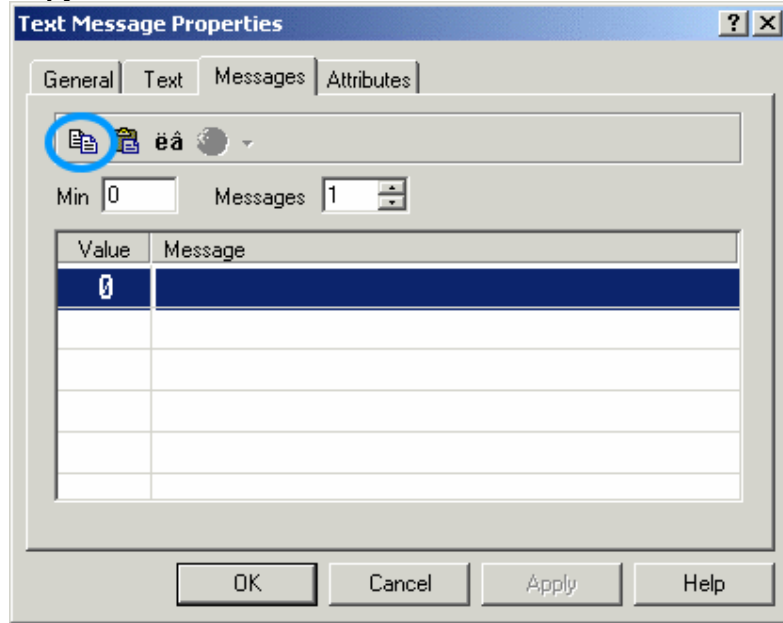 Text Message Properties ? X
General Text Messages Attributes
ëâ
Min 0 Messages 1
Value Message
0
OK Cancel Apply Help